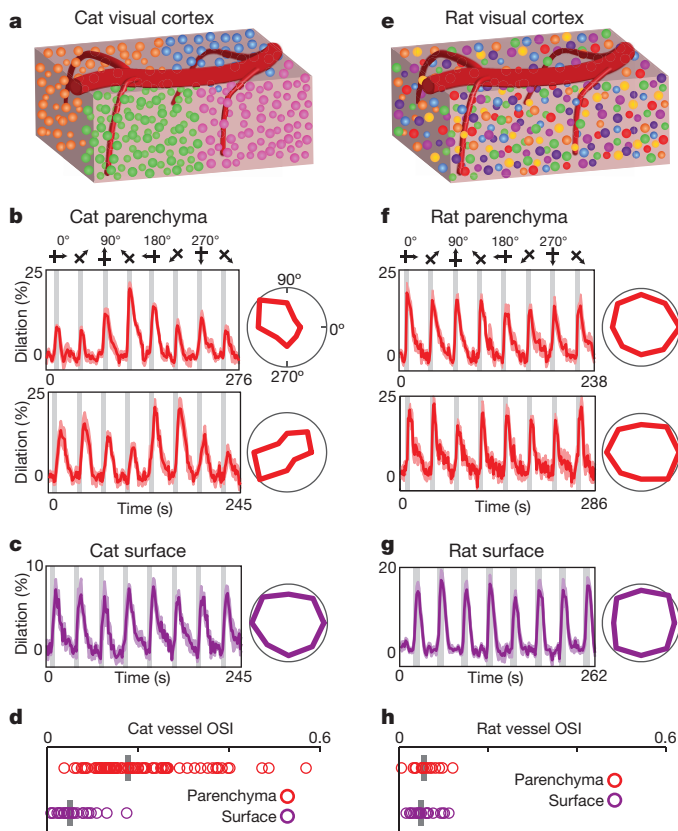 a Cat visual cortex
e Rat visual cortex
b Cat parenchyma
0° 90° 180° 270°
25
Dilation (%)
0
0 276
90°
0°
270°
25
Dilation (%)
0
0 245
Time (s)
f Rat parenchyma
0° 90° 180° 270°
25
Dilation (%)
0
0 238
25
Dilation (%)
0
0 286
Time (s)
c Cat surface
10
Dilation (%)
0
0 245
Time (s)
g Rat surface
20
Dilation (%)
0
0 262
Time (s)
d Cat vessel OSI
0 0.6
Parenchyma
Surface
h Rat vessel OSI
0 0.6
Parenchyma
Surface